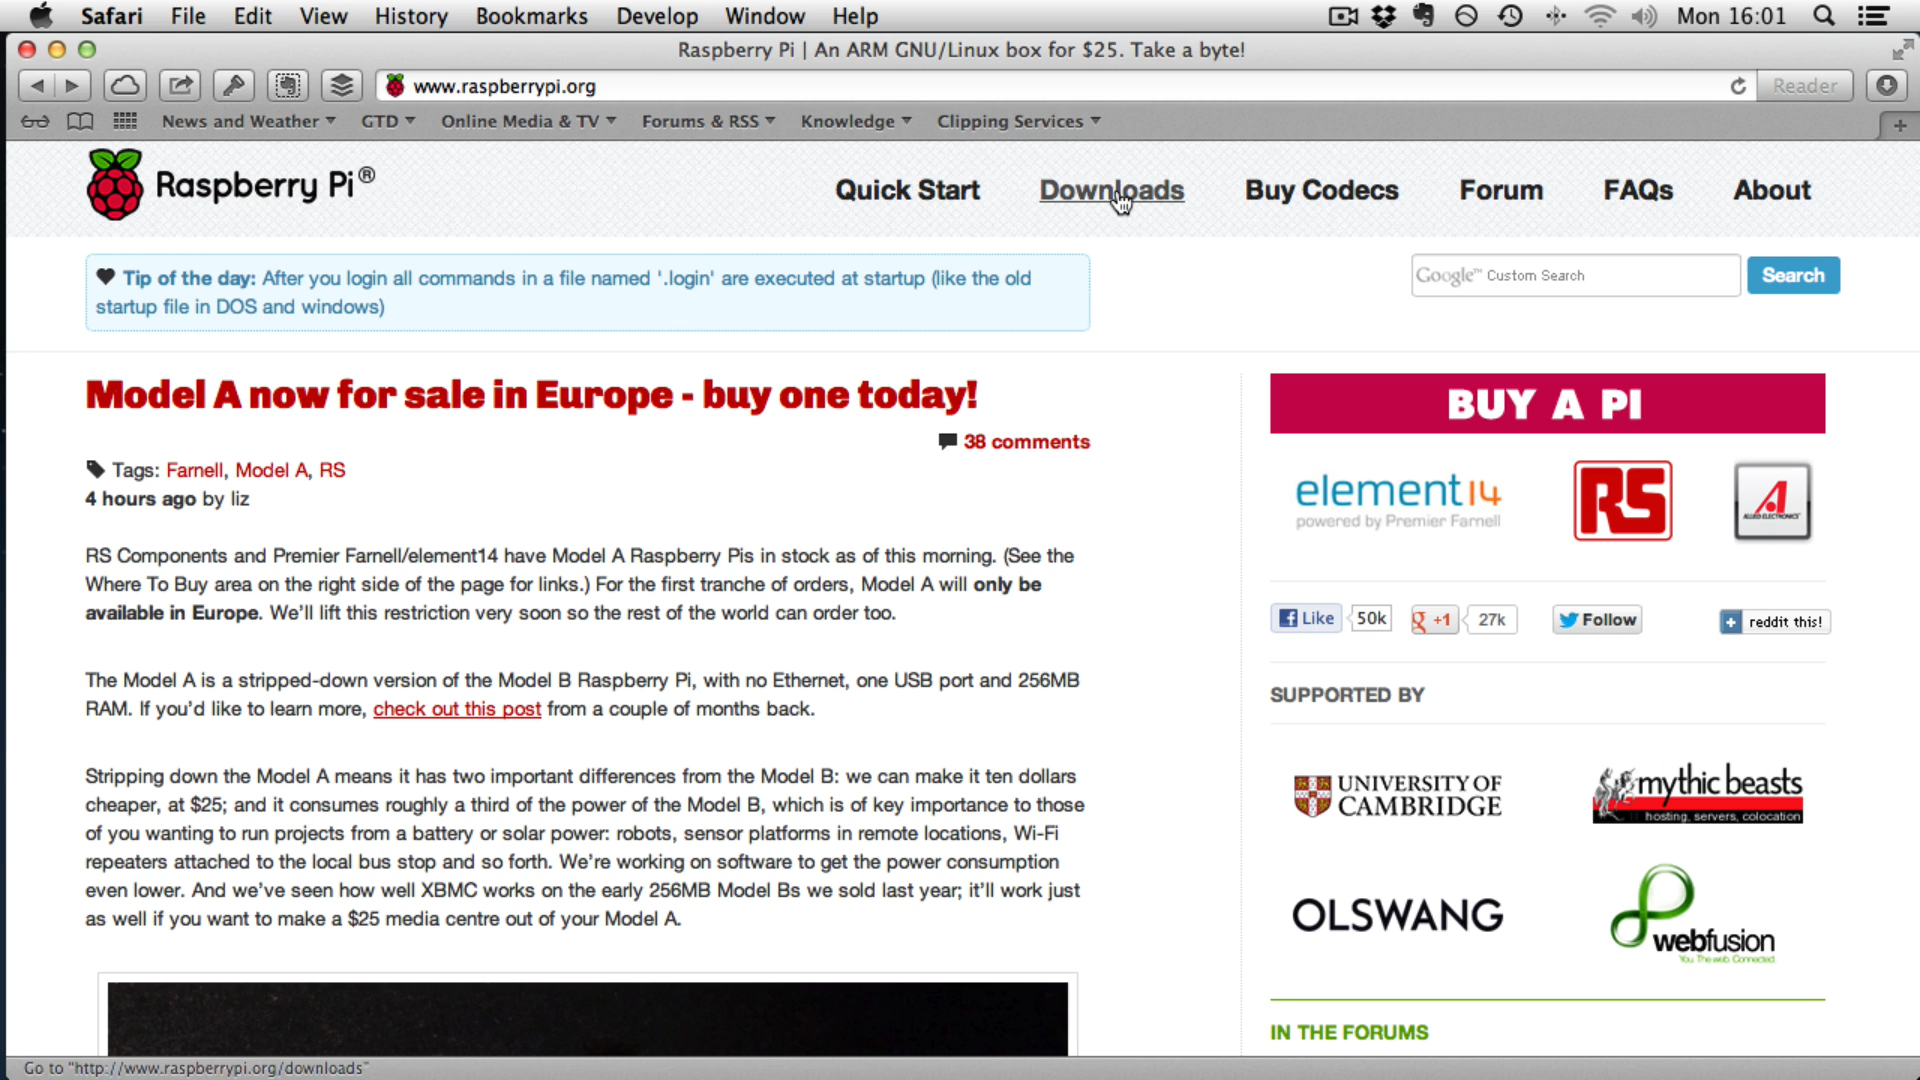 Safari File Edit View History Bookmarks Develop Window Help Mon 16:01
Raspberry Pi | An ARM GNU/Linux box for $25. Take a byte!
www.raspberrypi.org Reader
News and Weather GTD Online Media & TV Forums & RSS Knowledge Clipping Services
Raspberry Pi®
Quick Start Downloads Buy Codecs Forum FAQs About
Tip of the day: After you login all commands in a file named '.login' are executed at startup (like the old
startup file in DOS and windows)
Google™ Custom Search Search
Model A now for sale in Europe - buy one today!
38 comments
Tags: Farnell, Model A, RS
4 hours ago by liz
RS Components and Premier Farnell/element14 have Model A Raspberry Pis in stock as of this morning. (See the
Where To Buy area on the right side of the page for links.) For the first tranche of orders, Model A will only be
available in Europe. We'll lift this restriction very soon so the rest of the world can order too.
The Model A is a stripped-down version of the Model B Raspberry Pi, with no Ethernet, one USB port and 256MB
RAM. If you'd like to learn more, check out this post from a couple of months back.
Stripping down the Model A means it has two important differences from the Model B: we can make it ten dollars
cheaper, at $25; and it consumes roughly a third of the power of the Model B, which is of key importance to those
of you wanting to run projects from a battery or solar power: robots, sensor platforms in remote locations, Wi-Fi
repeaters attached to the local bus stop and so forth. We're working on software to get the power consumption
even lower. And we've seen how well XBMC works on the early 256MB Model Bs we sold last year; it'll work just
as well if you want to make a $25 media centre out of your Model A.
BUY A PI
element14
powered by Premier Farnell
RS
ALLIED ELECTRONICS
Like 50k g +1 27k Follow reddit this!
SUPPORTED BY
UNIVERSITY OF
CAMBRIDGE
mythic beasts
hosting, servers, colocation
OLSWANG
webfusion
You. The web. Connected.
IN THE FORUMS
Go to "http://www.raspberrypi.org/downloads"